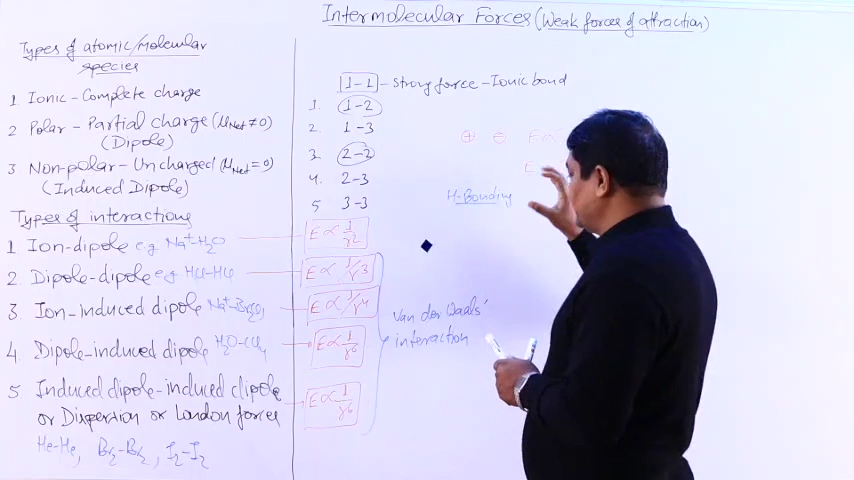 Intermolecular Forces (Weak forces of attraction)
Types of atomic/molecular
species
1 Ionic - Complete charge
2 Polar - Partial charge (μNet ≠ 0)
(Dipole)
3 Non-polar - Uncharged (μNet = 0)
(Induced Dipole)
Types of interactions
1 Ion-dipole e.g Na⁺-H₂O
2. Dipole-dipole e.g HCl-HCl
3. Ion-induced dipole Na⁺-Br₂
4. Dipole-induced dipole H₂O-CCl₄
5 Induced dipole-induced dipole
or Dispersion or London forces
He-He, Br₂-Br₂, I₂-I₂
1-1 - Strong force - Ionic bond
1. 1-2
2. 1-3
3. 2-2
4. 2-3
5 3-3
E ∝ 1/r²
E ∝ 1/r³
E ∝ 1/r⁴
E ∝ 1/r⁶
E ∝ 1/r⁶
⊕ ⊖
H-Bonding
Van der Waals'
interaction